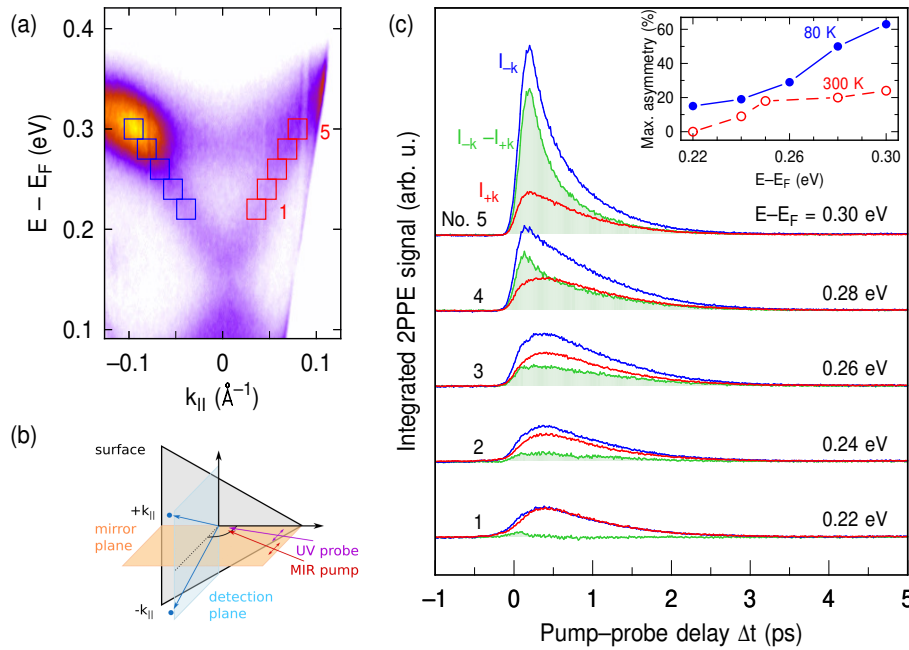 (a)
0.4
0.3
0.2
0.1
E – E_F (eV)
5
1
–0.1
0
0.1
k_|| (Å⁻¹)
(b)
surface
+k_||
mirror
plane
UV probe
MIR pump
detection
plane
-k_||
(c)
Integrated 2PPE signal (arb. u.)
I_–k
I_–k – I_+k
I_+k
No. 5
E–E_F = 0.30 eV
4
0.28 eV
3
0.26 eV
2
0.24 eV
1
0.22 eV
–1
0
1
2
3
4
5
Pump–probe delay Δt (ps)
Max. asymmetry (%)
60
40
20
0
80 K
300 K
0.22
0.24
0.26
0.28
0.30
E–E_F (eV)